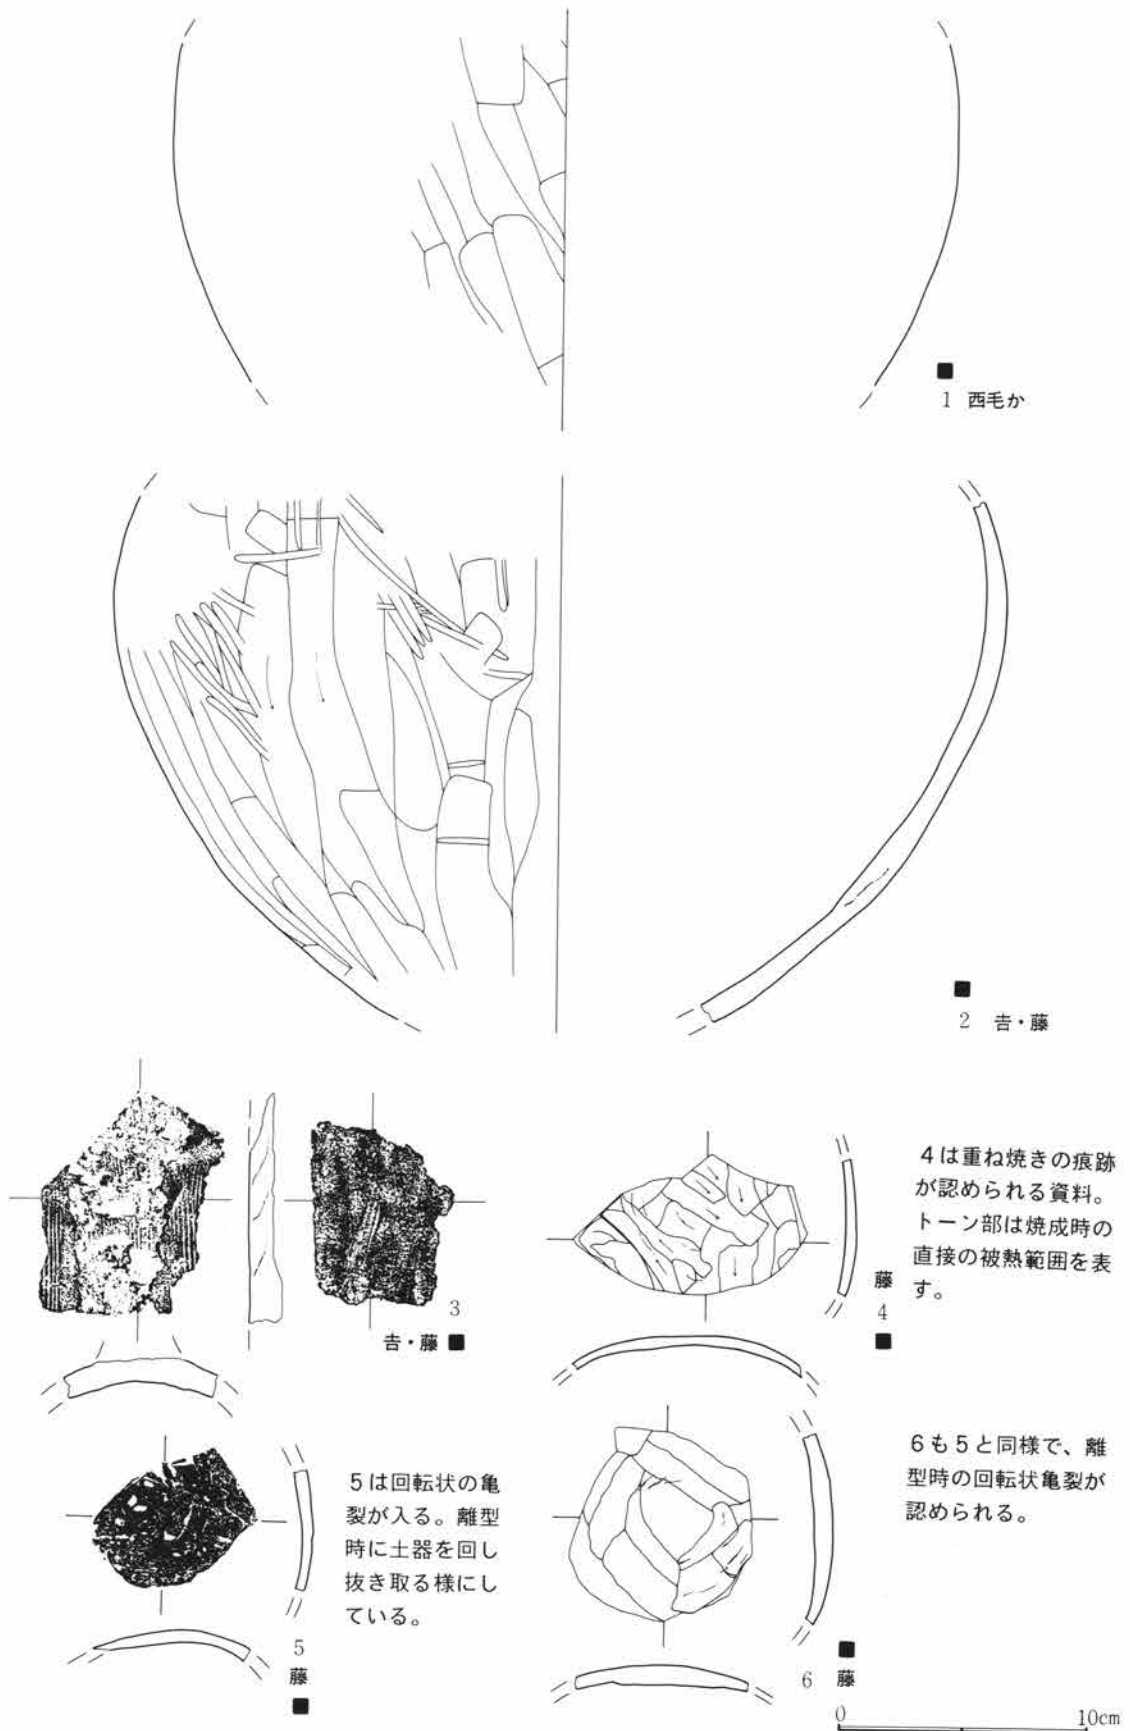 ■
1 西毛か
■
2 𠮷・藤
3
𠮷・藤 ■
4は重ね焼きの痕跡
が認められる資料。
トーン部は焼成時の
直接の被熱範囲を表
す。
藤
4
■
5は回転状の亀
裂が入る。離型
時に土器を回し
抜き取る様にし
ている。
5
藤
■
6も5と同様で、離
型時の回転状亀裂が
認められる。
■
6 藤
0 10cm